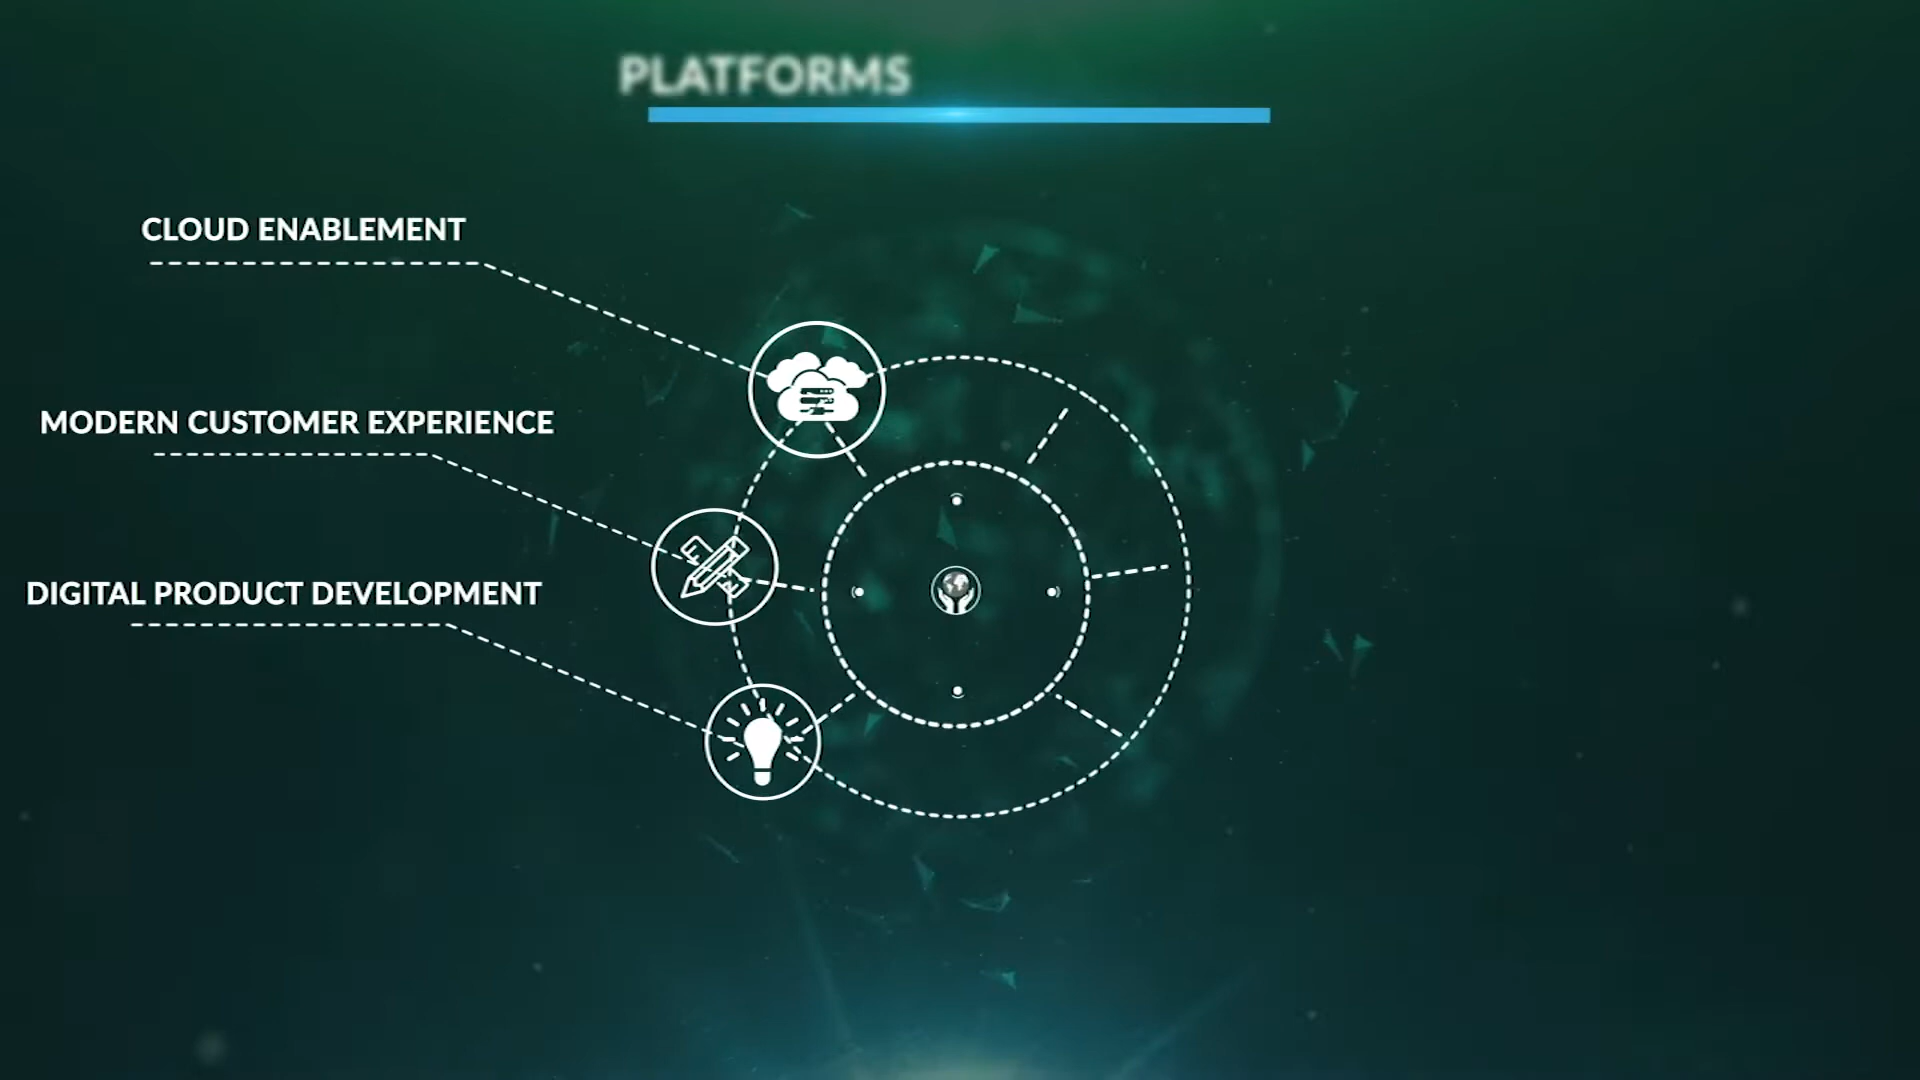 PLATFORMS
CLOUD ENABLEMENT
MODERN CUSTOMER EXPERIENCE
DIGITAL PRODUCT DEVELOPMENT